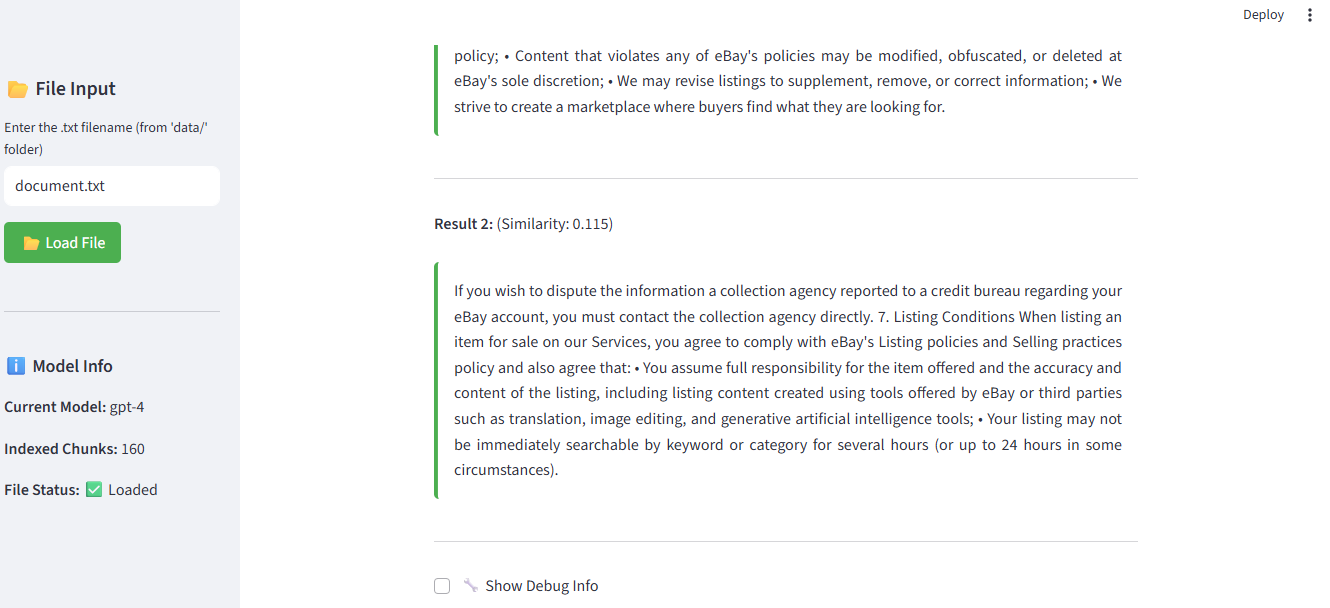 Deploy
File Input
Enter the .txt filename (from 'data/'
folder)
document.txt
Load File
Model Info
Current Model: gpt-4
Indexed Chunks: 160
File Status: ✅ Loaded
policy; • Content that violates any of eBay's policies may be modified, obfuscated, or deleted at
eBay's sole discretion; • We may revise listings to supplement, remove, or correct information; • We
strive to create a marketplace where buyers find what they are looking for.
Result 2: (Similarity: 0.115)
If you wish to dispute the information a collection agency reported to a credit bureau regarding your
eBay account, you must contact the collection agency directly. 7. Listing Conditions When listing an
item for sale on our Services, you agree to comply with eBay's Listing policies and Selling practices
policy and also agree that: • You assume full responsibility for the item offered and the accuracy and
content of the listing, including listing content created using tools offered by eBay or third parties
such as translation, image editing, and generative artificial intelligence tools; • Your listing may not
be immediately searchable by keyword or category for several hours (or up to 24 hours in some
circumstances).
Show Debug Info